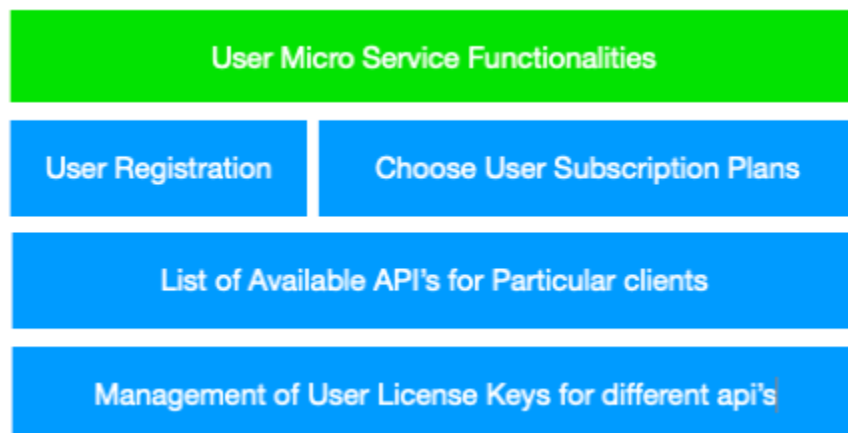 User Micro Service Functionalities
User Registration
Choose User Subscription Plans
List of Available API's for Particular clients
Management of User License Keys for different api's